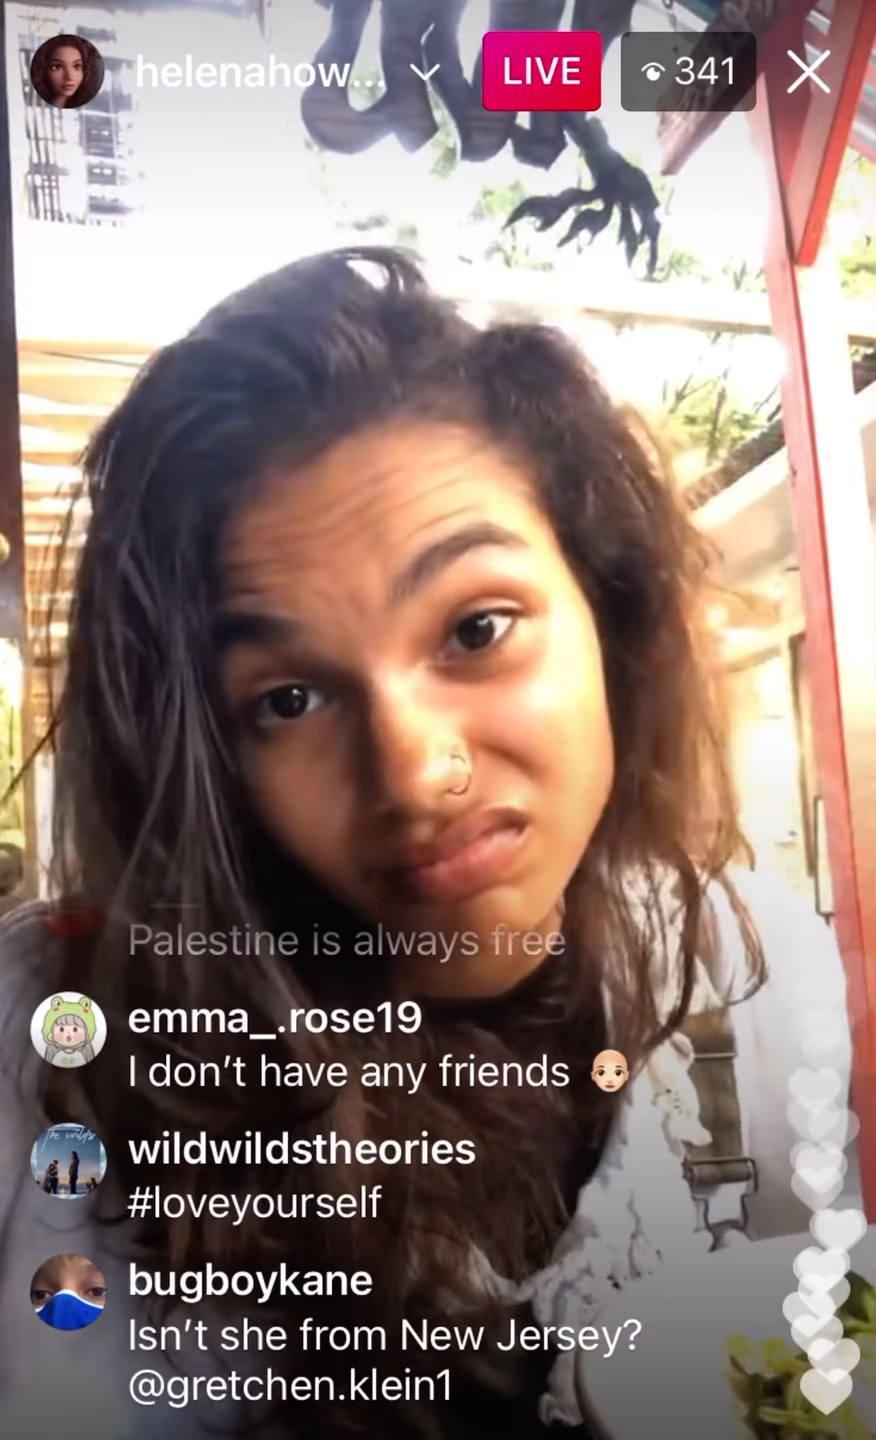 helenahow...
LIVE
341
Palestine is always free
emma_.rose19
I don't have any friends 👩🏻‍🦲
wildwildstheories
#loveyourself
bugboykane
Isn't she from New Jersey?
@gretchen.klein1